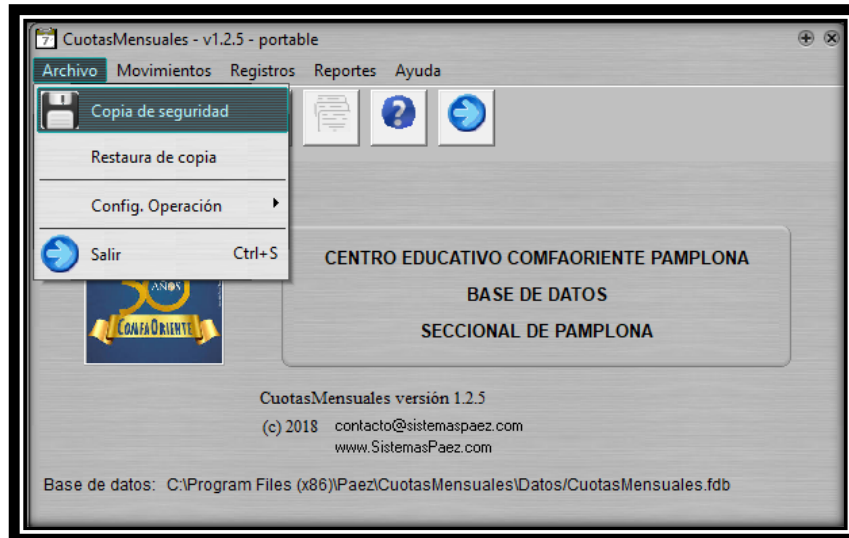 7 CuotasMensuales - v1.2.5 - portable
Archivo Movimientos Registros Reportes Ayuda
Copia de seguridad
Restaura de copia
Config. Operación
Salir Ctrl+S
AÑOS
COMFAORIENTE
CENTRO EDUCATIVO COMFAORIENTE PAMPLONA
BASE DE DATOS
SECCIONAL DE PAMPLONA
CuotasMensuales versión 1.2.5
(c) 2018 contacto@sistemaspaez.com
www.SistemasPaez.com
Base de datos: C:\Program Files (x86)\Paez\CuotasMensuales\Datos/CuotasMensuales.fdb